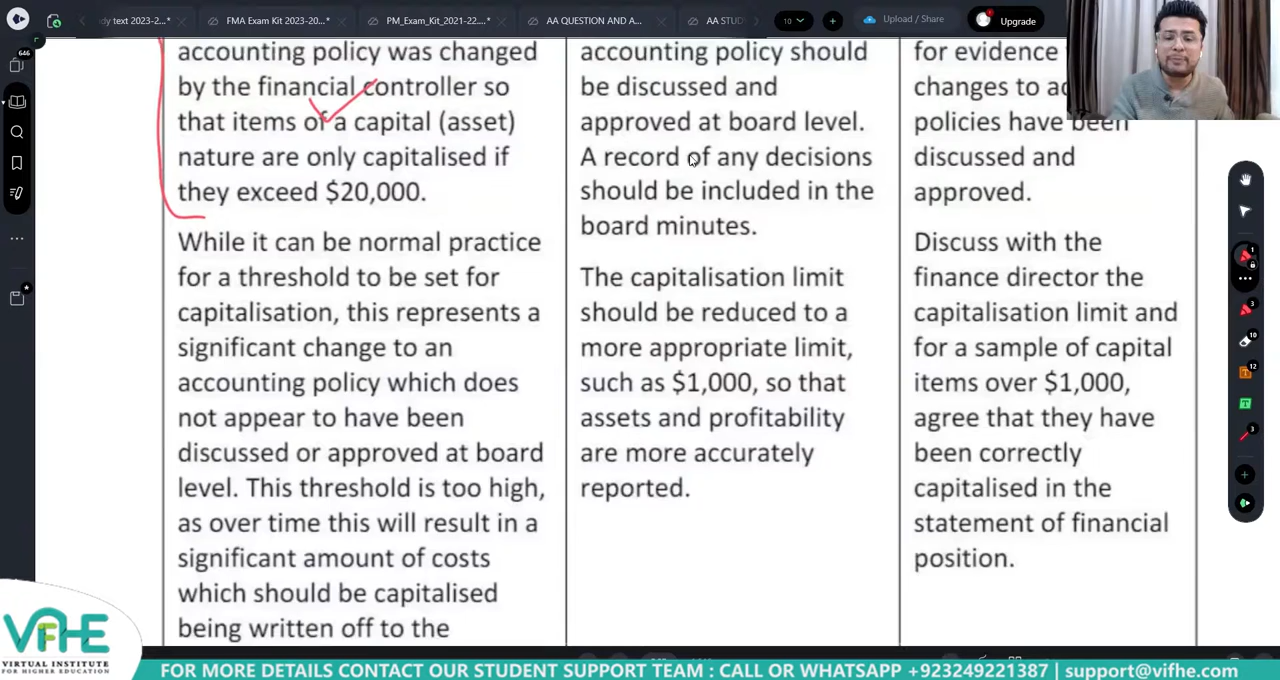 dy text 2023-2...*
FMA Exam Kit 2023-20...*
PM_Exam_Kit_2021-22....*
AA QUESTION AND A...
AA STUD
10
Upload / Share
Upgrade
646
accounting policy was changed
by the financial controller so
that items of a capital (asset)
nature are only capitalised if
they exceed $20,000.
While it can be normal practice
for a threshold to be set for
capitalisation, this represents a
significant change to an
accounting policy which does
not appear to have been
discussed or approved at board
level. This threshold is too high,
as over time this will result in a
significant amount of costs
which should be capitalised
being written off to the
accounting policy should
be discussed and
approved at board level.
A record of any decisions
should be included in the
board minutes.
The capitalisation limit
should be reduced to a
more appropriate limit,
such as $1,000, so that
assets and profitability
are more accurately
reported.
for evidence
changes to ac
policies have been
discussed and
approved.
Discuss with the
finance director the
capitalisation limit and
for a sample of capital
items over $1,000,
agree that they have
been correctly
capitalised in the
statement of financial
position.
1
3
10
12
T
3
VIFHE
VIRTUAL INSTITUTE
FOR HIGHER EDUCATION
FOR MORE DETAILS CONTACT OUR STUDENT SUPPORT TEAM : CALL OR WHATSAPP +923249221387 | support@vifhe.com